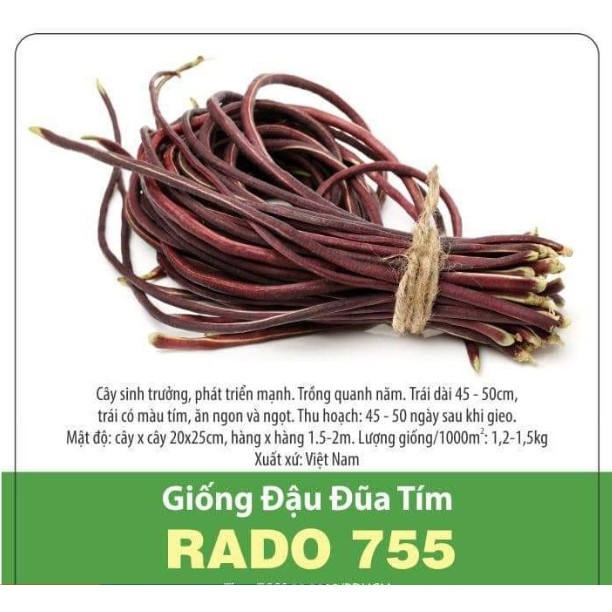 Cây sinh trưởng, phát triển mạnh. Trồng quanh năm. Trái dài 45 - 50cm,
trái có màu tím, ăn ngon và ngọt. Thu hoạch: 45 - 50 ngày sau khi gieo.
Mật độ: cây x cây 20x25cm, hàng x hàng 1.5-2m. Lượng giống/1000m²: 1,2-1,5kg
Xuất xứ: Việt Nam
Giống Đậu Đũa Tím
RADO 755